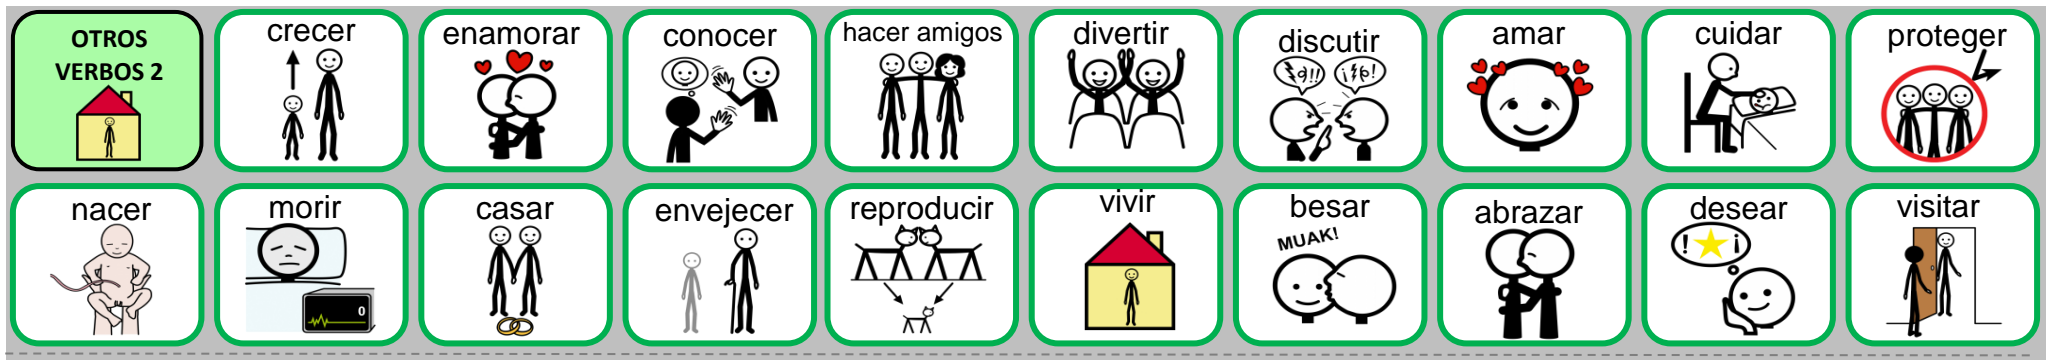 OTROS
VERBOS 2
crecer
enamorar
conocer
hacer amigos
divertir
discutir
amar
cuidar
proteger
nacer
morir
0
casar
envejecer
reproducir
vivir
besar
MUAK!
abrazar
desear
! ¡
visitar